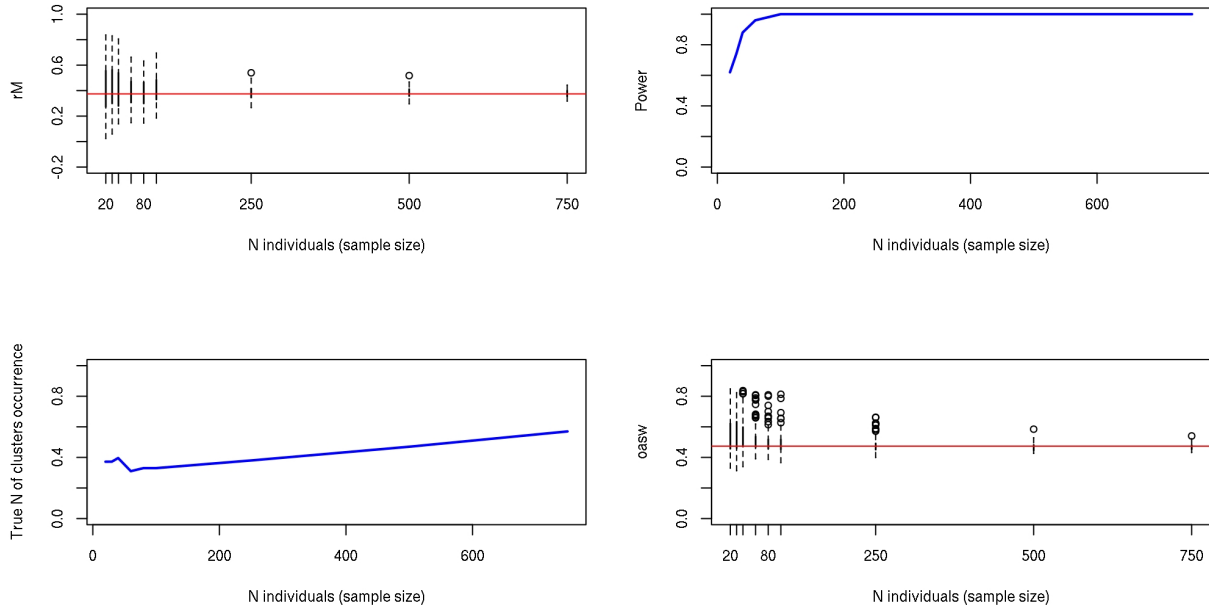 rM
-0.2 0.2 0.6 1.0
20 80 250 500 750
N individuals (sample size)
Power
0.0 0.4 0.8
0 200 400 600
N individuals (sample size)
True N of clusters occurrence
0.0 0.4 0.8
0 200 400 600
N individuals (sample size)
oasw
0.0 0.4 0.8
20 80 250 500 750
N individuals (sample size)